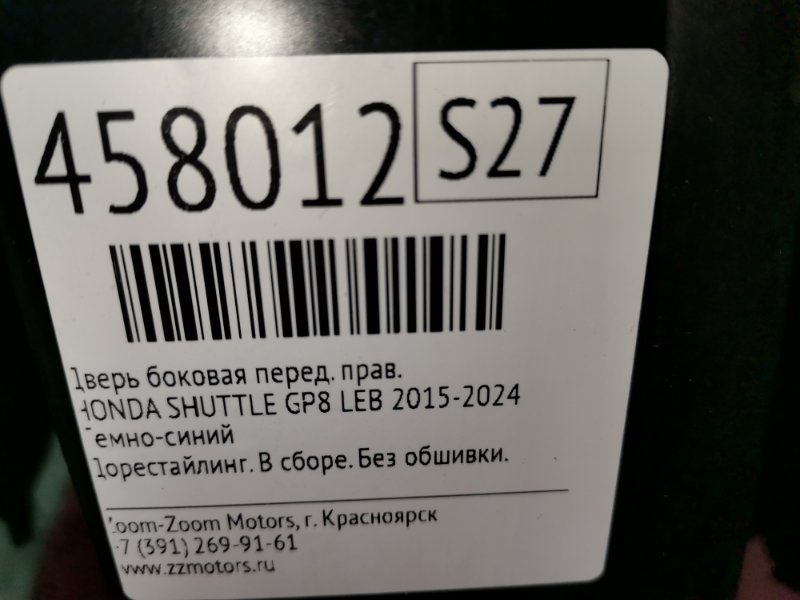 458012 S27
Дверь боковая перед. прав.
HONDA SHUTTLE GP8 LEB 2015-2024
Темно-синий
Дорестайлинг. В сборе. Без обшивки.
Zoom-Zoom Motors, г. Красноярск
+7 (391) 269-91-61
www.zzmotors.ru